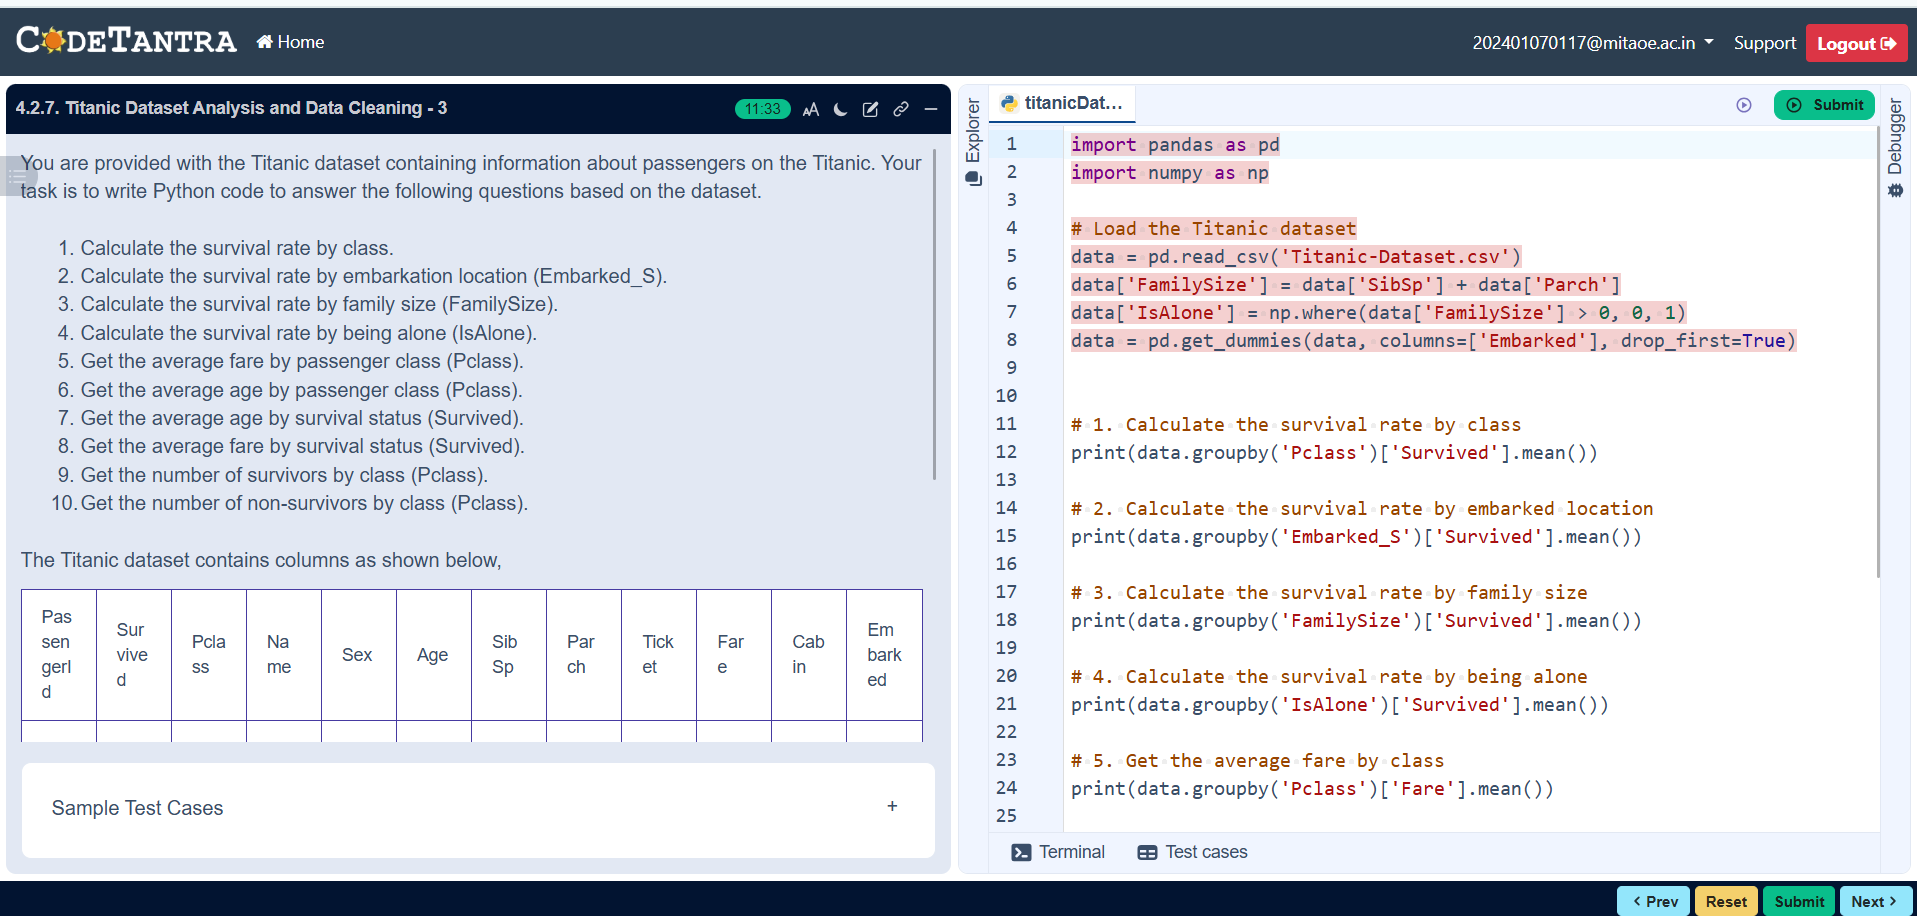 CODETANTRA
Home
202401070117@mitaoe.ac.in
Support
Logout
4.2.7. Titanic Dataset Analysis and Data Cleaning - 3
11:33
AA
You are provided with the Titanic dataset containing information about passengers on the Titanic. Your
task is to write Python code to answer the following questions based on the dataset.
1. Calculate the survival rate by class.
2. Calculate the survival rate by embarkation location (Embarked_S).
3. Calculate the survival rate by family size (FamilySize).
4. Calculate the survival rate by being alone (IsAlone).
5. Get the average fare by passenger class (Pclass).
6. Get the average age by passenger class (Pclass).
7. Get the average age by survival status (Survived).
8. Get the average fare by survival status (Survived).
9. Get the number of survivors by class (Pclass).
10. Get the number of non-survivors by class (Pclass).
The Titanic dataset contains columns as shown below,
Pas
sen
gerI
d
Sur
vive
d
Pcla
ss
Na
me
Sex
Age
Sib
Sp
Par
ch
Tick
et
Far
e
Cab
in
Em
bark
ed
Sample Test Cases
+
Explorer
titanicDat...
Submit
Debugger
1 import pandas as pd
2 import numpy as np
3
4 # Load the Titanic dataset
5 data = pd.read_csv('Titanic-Dataset.csv')
6 data['FamilySize'] = data['SibSp'] + data['Parch']
7 data['IsAlone'] = np.where(data['FamilySize'] > 0, 0, 1)
8 data = pd.get_dummies(data, columns=['Embarked'], drop_first=True)
9
10
11 # 1. Calculate the survival rate by class
12 print(data.groupby('Pclass')['Survived'].mean())
13
14 # 2. Calculate the survival rate by embarked location
15 print(data.groupby('Embarked_S')['Survived'].mean())
16
17 # 3. Calculate the survival rate by family size
18 print(data.groupby('FamilySize')['Survived'].mean())
19
20 # 4. Calculate the survival rate by being alone
21 print(data.groupby('IsAlone')['Survived'].mean())
22
23 # 5. Get the average fare by class
24 print(data.groupby('Pclass')['Fare'].mean())
25
Terminal
Test cases
< Prev
Reset
Submit
Next >